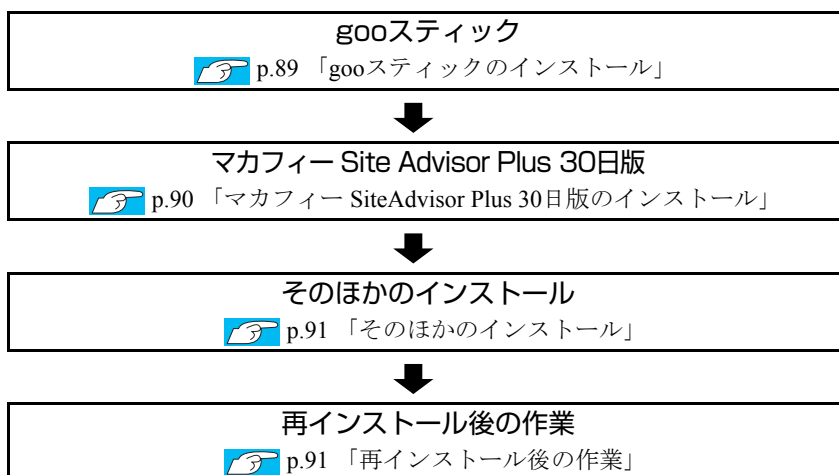 gooスティック
p.89 「gooスティックのインストール」
マカフィー Site Advisor Plus 30日版
p.90 「マカフィー SiteAdvisor Plus 30日版のインストール」
そのほかのインストール
p.91 「そのほかのインストール」
再インストール後の作業
p.91 「再インストール後の作業」